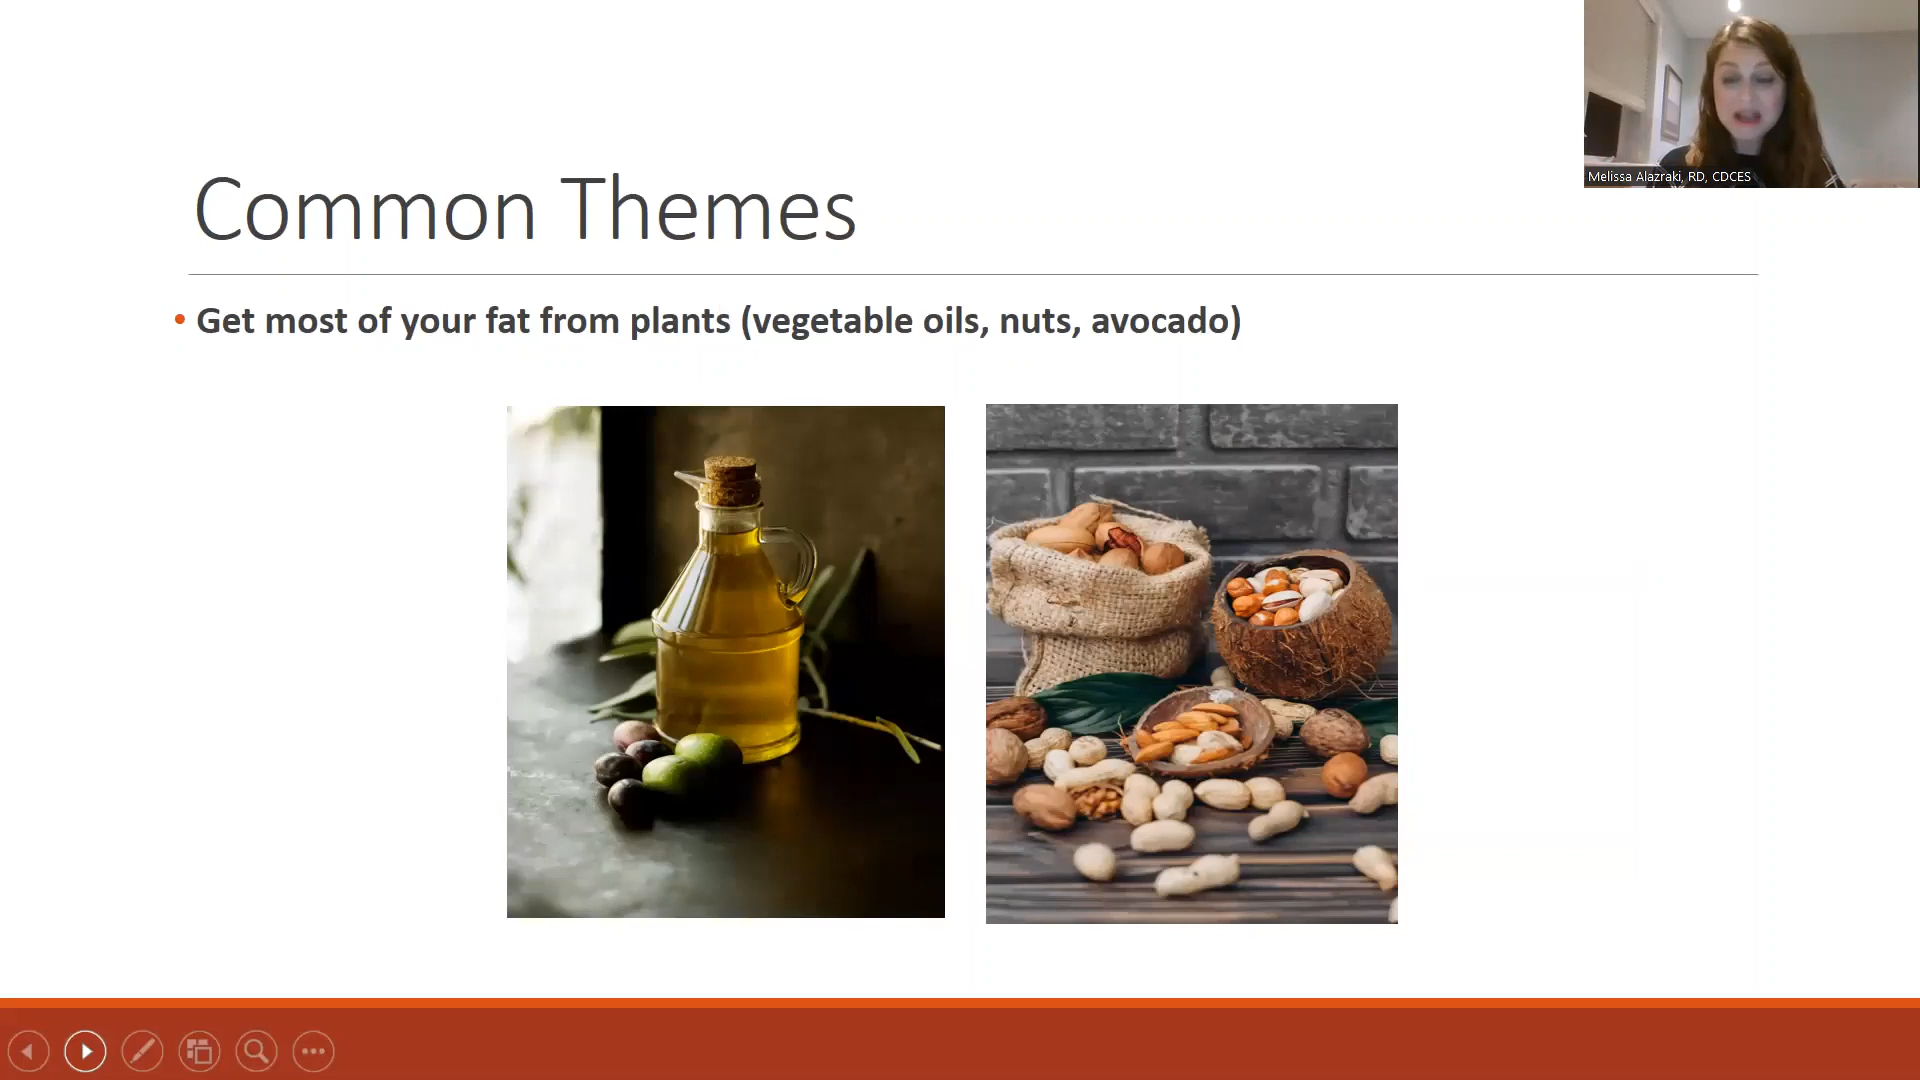 Melissa Alazraki, RD, CDCES
Common Themes
• Get most of your fat from plants (vegetable oils, nuts, avocado)